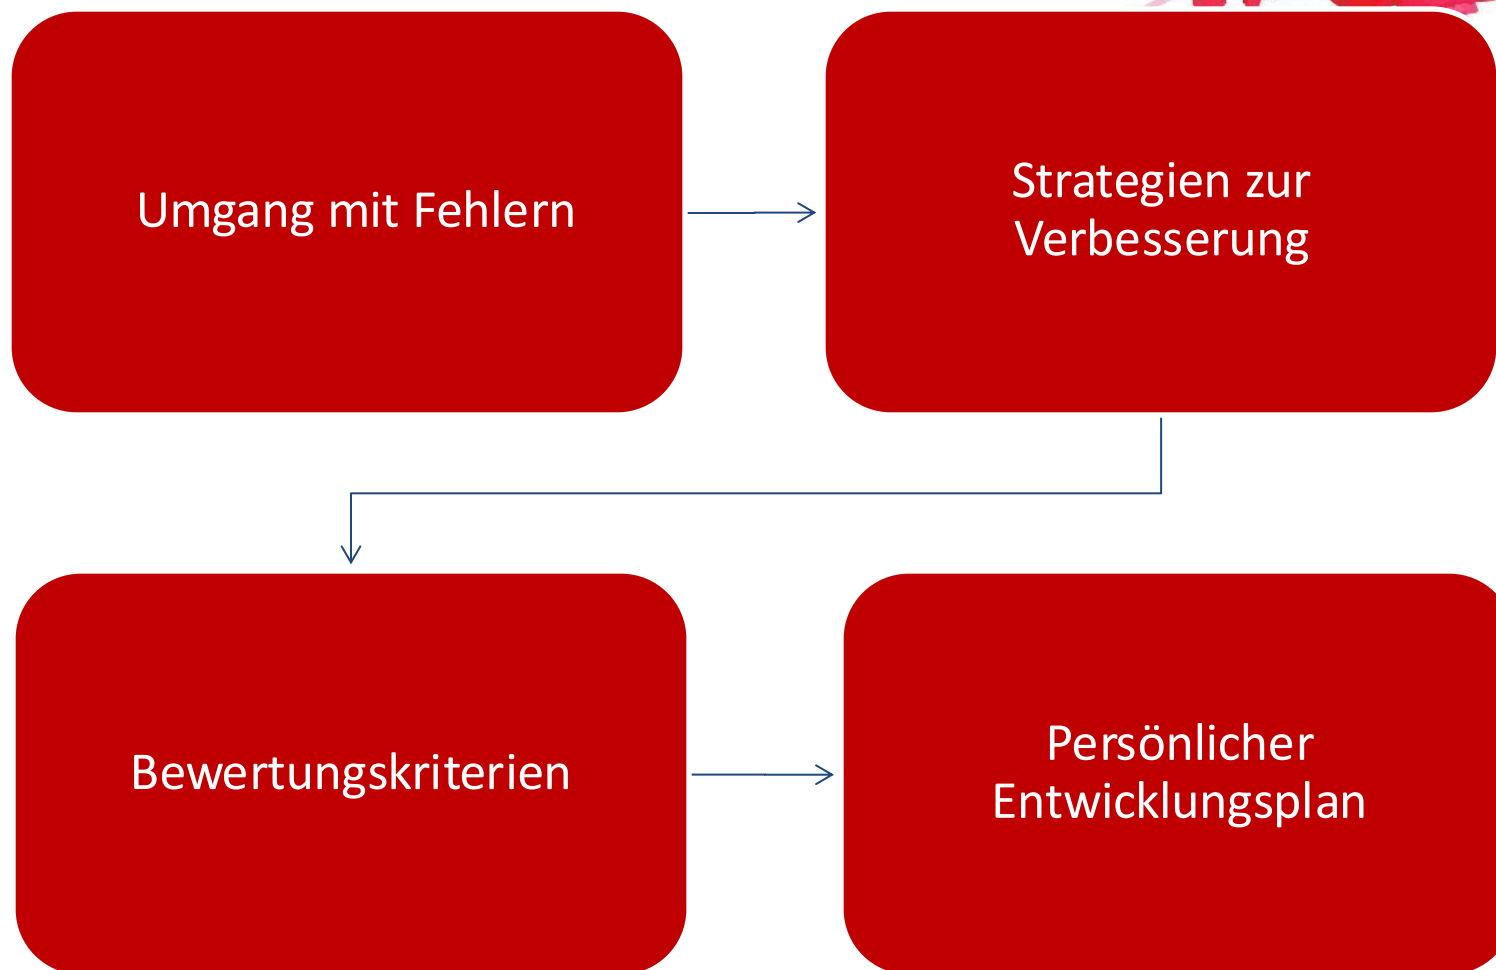 Umgang mit Fehlern
Strategien zur
Verbesserung
Bewertungskriterien
Persönlicher
Entwicklungsplan